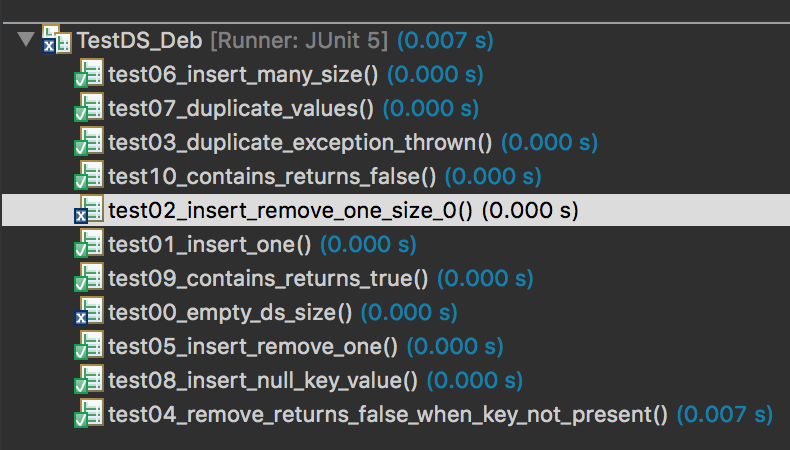 TestDS_Deb [Runner: JUnit 5] (0.007 s)
test06_insert_many_size() (0.000 s)
test07_duplicate_values() (0.000 s)
test03_duplicate_exception_thrown() (0.000 s)
test10_contains_returns_false() (0.000 s)
test02_insert_remove_one_size_0() (0.000 s)
test01_insert_one() (0.000 s)
test09_contains_returns_true() (0.000 s)
test00_empty_ds_size() (0.000 s)
test05_insert_remove_one() (0.000 s)
test08_insert_null_key_value() (0.000 s)
test04_remove_returns_false_when_key_not_present() (0.007 s)